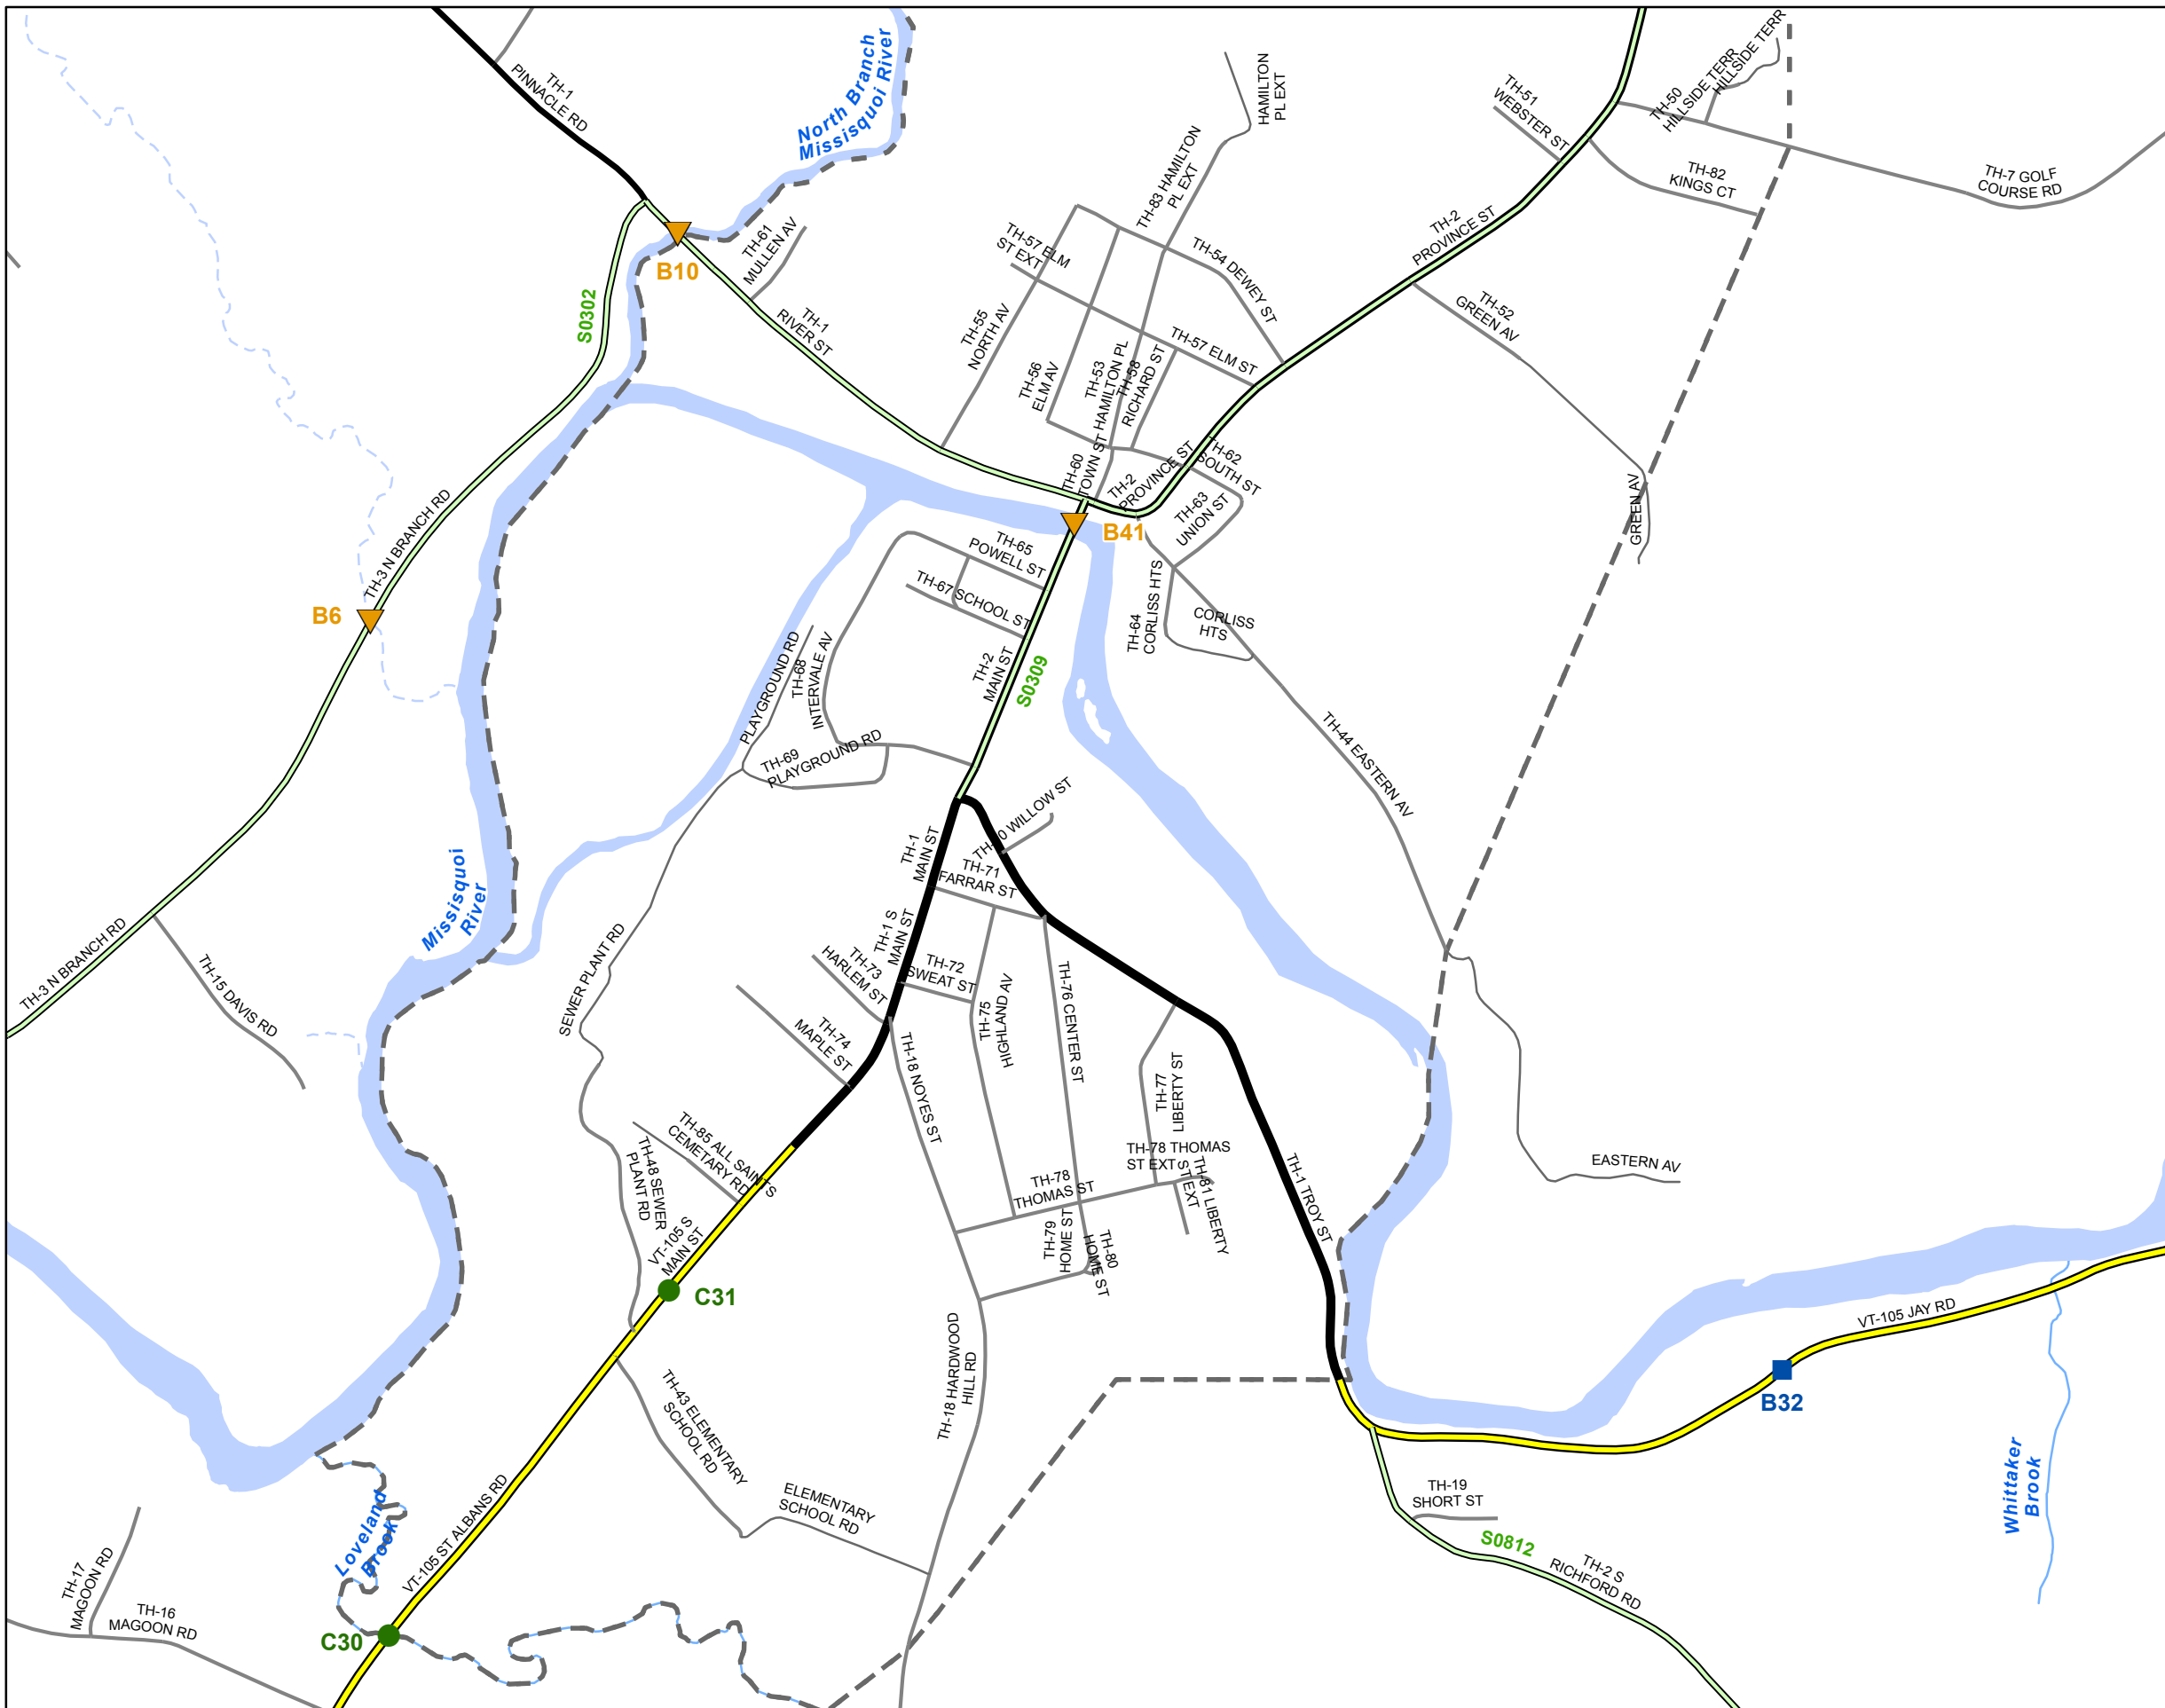 TH-1
PINNACLE RD
North Branch
Missisquoi River
HAMILTON
PL EXT
TH-83 HAMILTON
PL EXT
TH-51
WEBSTER ST
TH-50
HILLSIDE TERR
HILLSIDE TERR
TH-82
KINGS CT
TH-7 GOLF
COURSE RD
TH-2
PROVINCE ST
TH-61
MULLEN AV
B10
TH-57 ELM
ST EXT
TH-54 DEWEY ST
S0302
TH-1
RIVER ST
TH-55
NORTH AV
TH-52
GREEN AV
TH-57 ELM ST
TH-56
ELM AV
TH-53
HAMILTON PL
TH-58
RICHARD ST
TH-60
TOWN ST
TH-2
PROVINCE ST
TH-62
SOUTH ST
TH-63
UNION ST
GREEN AV
B41
TH-3 N BRANCH RD
B6
TH-65
POWELL ST
TH-67 SCHOOL ST
TH-64
CORLISS HTS
CORLISS
HTS
TH-2
MAIN ST
S0309
PLAYGROUND RD
TH-68
INTERVALE AV
TH-69
PLAYGROUND RD
TH-44 EASTERN AV
TH-70 WILLOW ST
TH-1
MAIN ST
TH-71
FARRAR ST
Missisquoi
River
TH-3 N BRANCH RD
TH-15 DAVIS RD
SEWER PLANT RD
TH-1 S
MAIN ST
TH-73
HARLEM ST
TH-72
SWEAT ST
TH-75
HIGHLAND AV
TH-76 CENTER ST
TH-74
MAPLE ST
TH-18 NOYES ST
TH-77
LIBERTY ST
TH-85 ALL SAINTS
CEMETARY RD
TH-48 SEWER
PLANT RD
TH-78 THOMAS
ST EXT
TH-81 LIBERTY
ST EXT
TH-78
THOMAS ST
TH-1 TROY ST
EASTERN AV
VT-105 S
MAIN ST
TH-79
HOME ST
TH-80
HOME ST
C31
VT-105 JAY RD
TH-18 HARDWOOD
HILL RD
B32
TH-43 ELEMENTARY
SCHOOL RD
ELEMENTARY
SCHOOL RD
Whittaker
Brook
TH-19
SHORT ST
S0812
TH-2 S
RICHFORD RD
Loveland
Brook
VT-105 ST ALBANS RD
TH-17
MAGOON RD
TH-16
MAGOON RD
C30